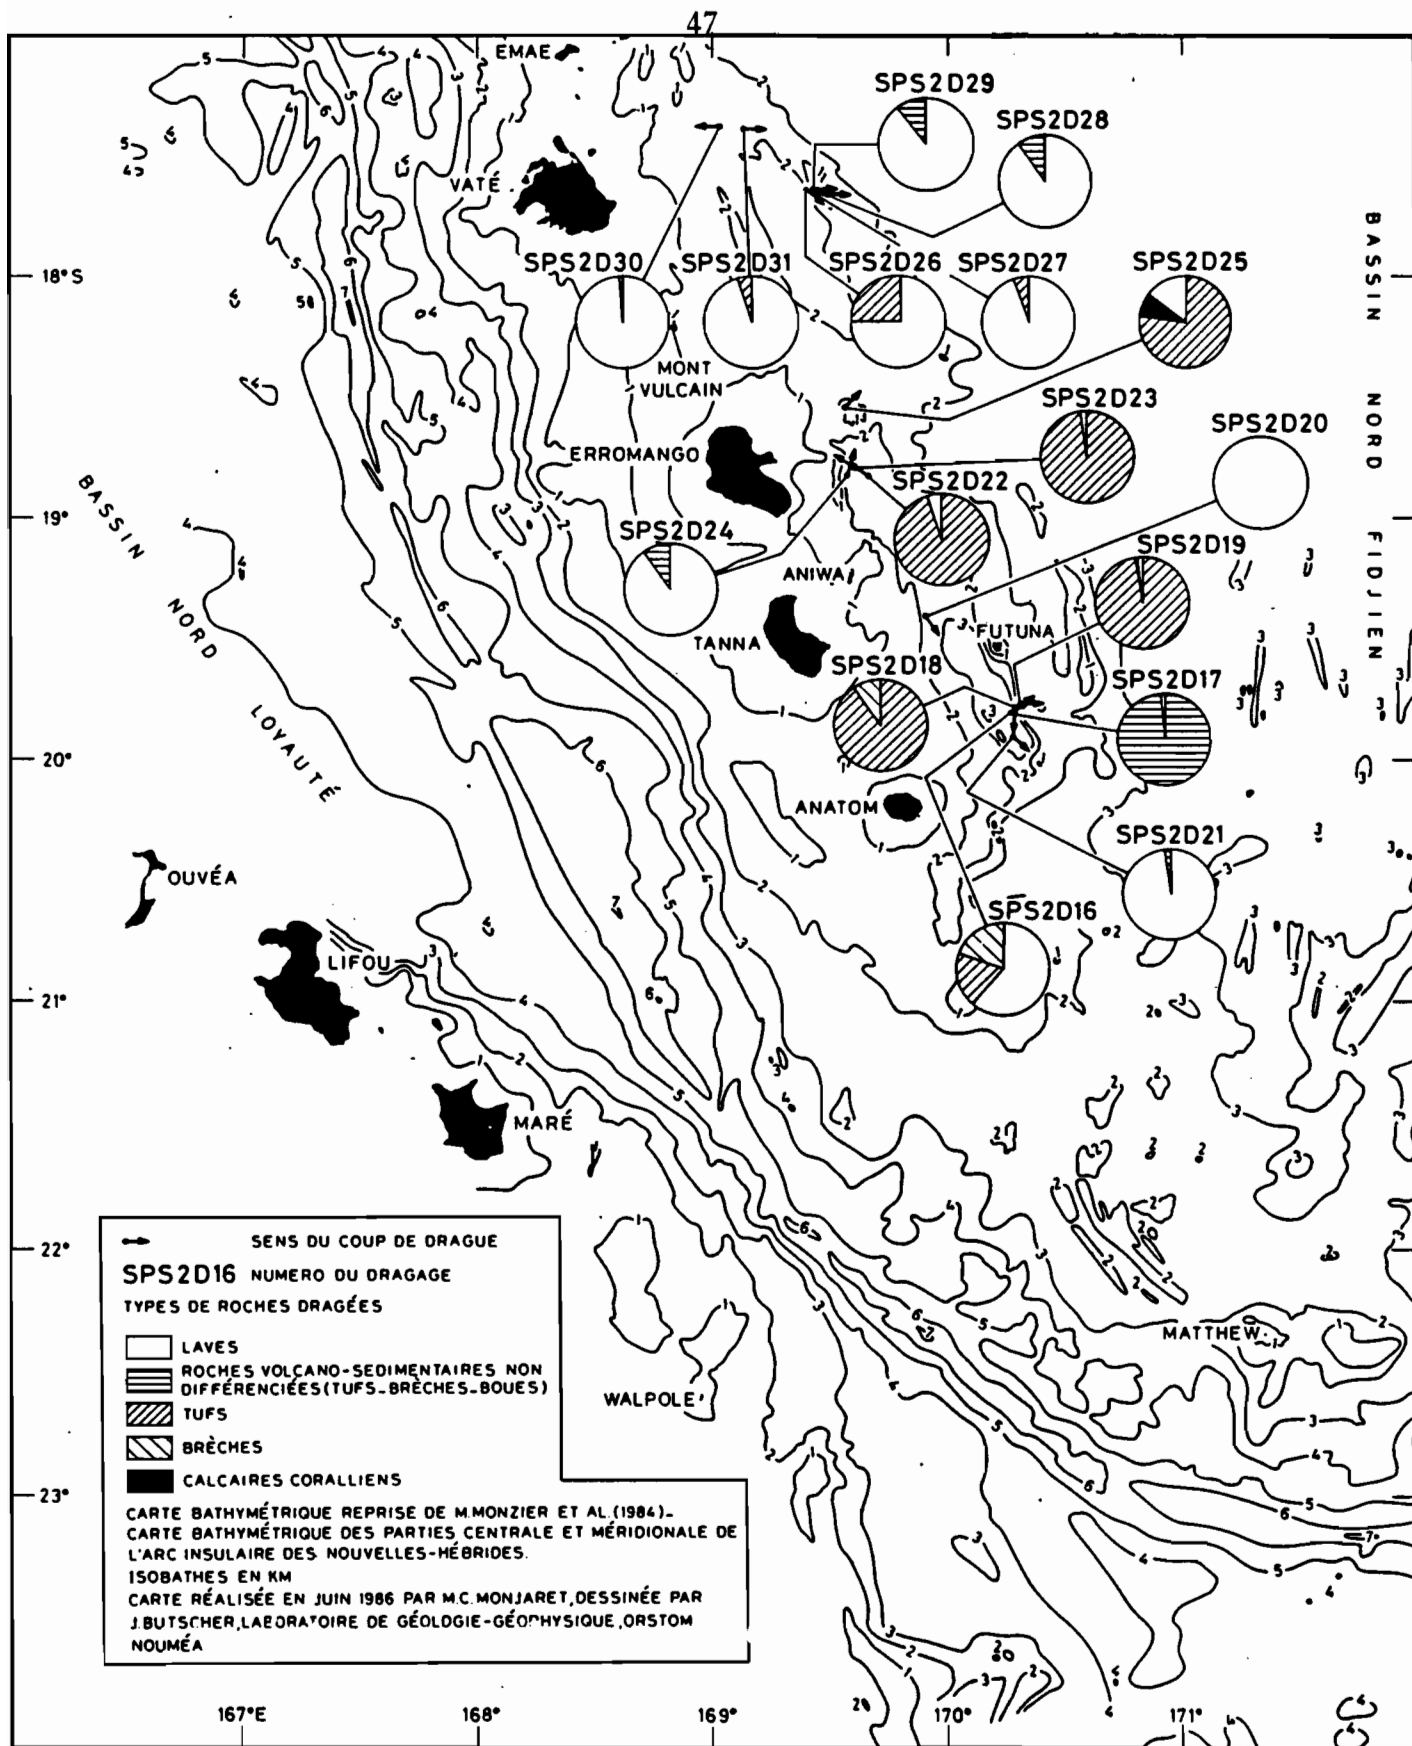 47
EMAE
SPS2D29
SPS2D28
VATÉ
BASSIN NORD FIDJIEN
18°S
SPS2D30
SPS2D31
SPS2D26
SPS2D27
SPS2D25
MONT
VULCAIN
SPS2D23
SPS2D20
ERROMANGO
SPS2D22
BASSIN NORD LOYAUTÉ
19°
SPS2D24
SPS2D19
ANIWA
FUTUNA
TANNA
SPS2D18
SPS2D17
20°
ANATOM
SPS2D21
OUVÉA
SPS2D16
LIFOU
21°
MARÉ
SENS DU COUP DE DRAGUE
22°
SPS2D16 NUMERO DU DRAGAGE
TYPES DE ROCHES DRAGÉES
MATTHEW
LAVES
ROCHES VOLCANO-SEDIMENTAIRES NON
DIFFÉRENCIÉES(TUFS-BRÈCHES-BOUES)
WALPOLE
TUFS
BRÈCHES
CALCAIRES CORALLIENS
23°
CARTE BATHYMÉTRIQUE REPRISE DE M.MONZIER ET AL.(1984)-
CARTE BATHYMÉTRIQUE DES PARTIES CENTRALE ET MÉRIDIONALE DE
L'ARC INSULAIRE DES NOUVELLES-HÉBRIDES.
ISOBATHES EN KM
CARTE RÉALISÉE EN JUIN 1986 PAR M.C.MONJARET,DESSINÉE PAR
J.BUTSCHER,LABORATOIRE DE GÉOLOGIE-GÉOPHYSIQUE,ORSTOM
NOUMÉA
167°E 168° 169° 170° 171°